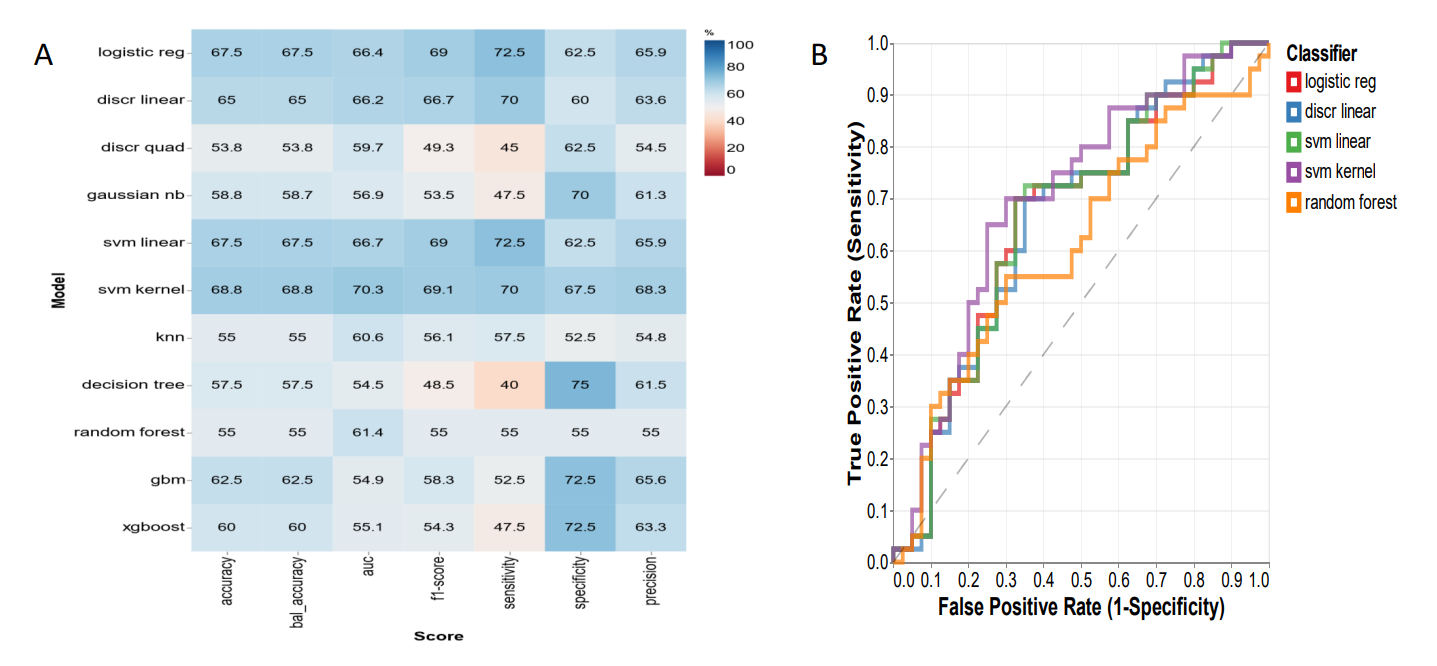 A
%
logistic reg 67.5 67.5 66.4 69 72.5 62.5 65.9
discr linear 65 65 66.2 66.7 70 60 63.6
discr quad 53.8 53.8 59.7 49.3 45 62.5 54.5
gaussian nb 58.8 58.7 56.9 53.5 47.5 70 61.3
svm linear 67.5 67.5 66.7 69 72.5 62.5 65.9
svm kernel 68.8 68.8 70.3 69.1 70 67.5 68.3
knn 55 55 60.6 56.1 57.5 52.5 54.8
decision tree 57.5 57.5 54.5 48.5 40 75 61.5
random forest 55 55 61.4 55 55 55 55
gbm 62.5 62.5 54.9 58.3 52.5 72.5 65.6
xgboost 60 60 55.1 54.3 47.5 72.5 63.3
Model
accuracy bal_accuracy auc f1-score sensitivity specificity precision
Score
100
80
60
40
20
0
B
True Positive Rate (Sensitivity)
1.0
0.9
0.8
0.7
0.6
0.5
0.4
0.3
0.2
0.1
0.0
0.0 0.1 0.2 0.3 0.4 0.5 0.6 0.7 0.8 0.9 1.0
False Positive Rate (1-Specificity)
Classifier
logistic reg
discr linear
svm linear
svm kernel
random forest